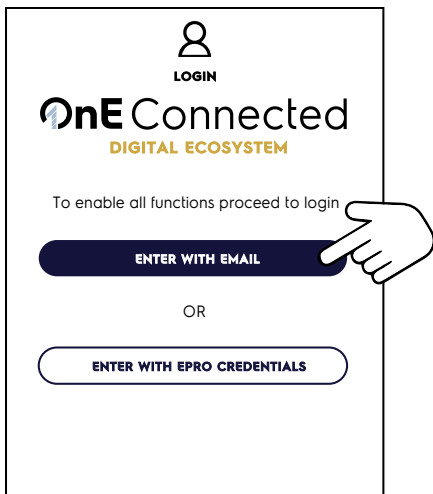 LOGIN
OnE Connected
DIGITAL ECOSYSTEM
To enable all functions proceed to login
ENTER WITH EMAIL
OR
ENTER WITH EPRO CREDENTIALS